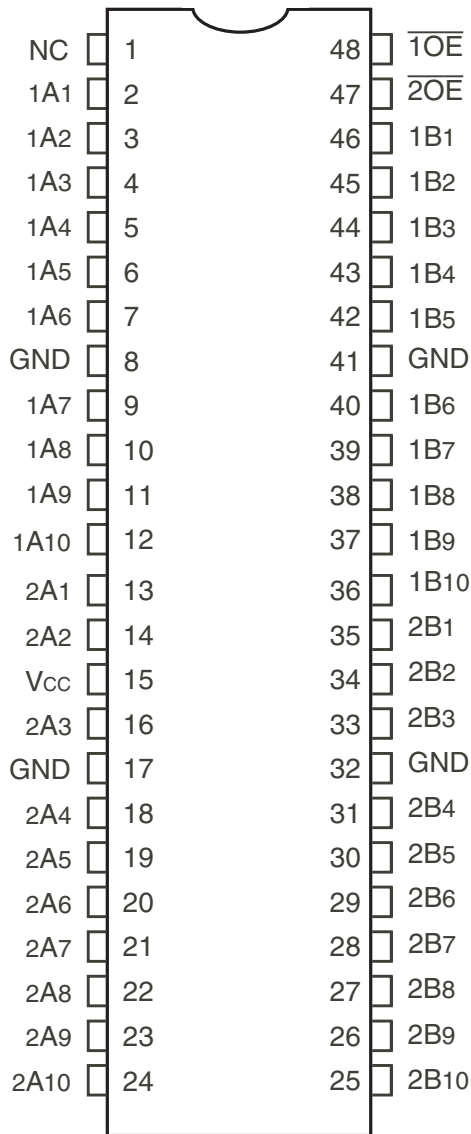 NC 1 48 1OE
1A1 2 47 2OE
1A2 3 46 1B1
1A3 4 45 1B2
1A4 5 44 1B3
1A5 6 43 1B4
1A6 7 42 1B5
GND 8 41 GND
1A7 9 40 1B6
1A8 10 39 1B7
1A9 11 38 1B8
1A10 12 37 1B9
2A1 13 36 1B10
2A2 14 35 2B1
VCC 15 34 2B2
2A3 16 33 2B3
GND 17 32 GND
2A4 18 31 2B4
2A5 19 30 2B5
2A6 20 29 2B6
2A7 21 28 2B7
2A8 22 27 2B8
2A9 23 26 2B9
2A10 24 25 2B10